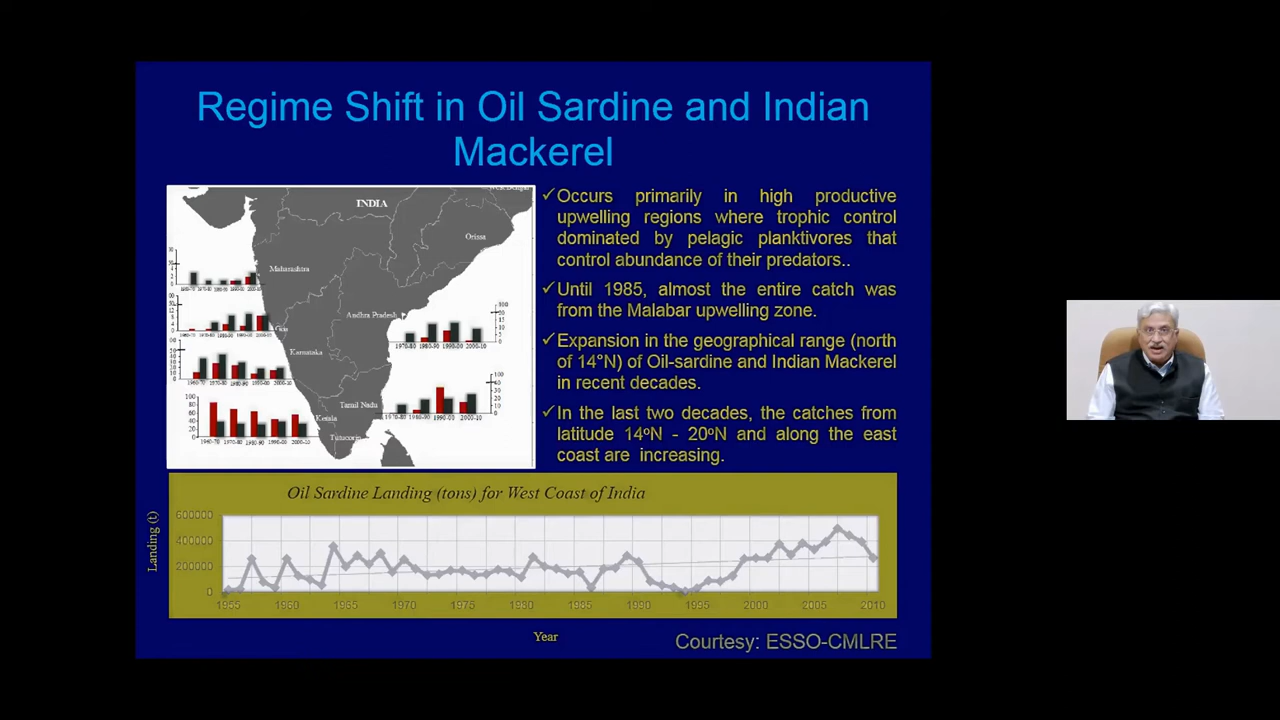 Regime Shift in Oil Sardine and Indian
Mackerel
INDIA
Orissa
Maharashtra
Andhra Pradesh
Goa
Karnataka
Tamil Nadu
Kerala
Tuticorin
✓Occurs primarily in high productive
upwelling regions where trophic control
dominated by pelagic planktivores that
control abundance of their predators..
✓Until 1985, almost the entire catch was
from the Malabar upwelling zone.
✓Expansion in the geographical range (north
of 14°N) of Oil-sardine and Indian Mackerel
in recent decades.
✓In the last two decades, the catches from
latitude 14°N - 20°N and along the east
coast are increasing.
Oil Sardine Landing (tons) for West Coast of India
Landing (t)
600000
400000
200000
0
1955 1960 1965 1970 1975 1980 1985 1990 1995 2000 2005 2010
Year
Courtesy: ESSO-CMLRE